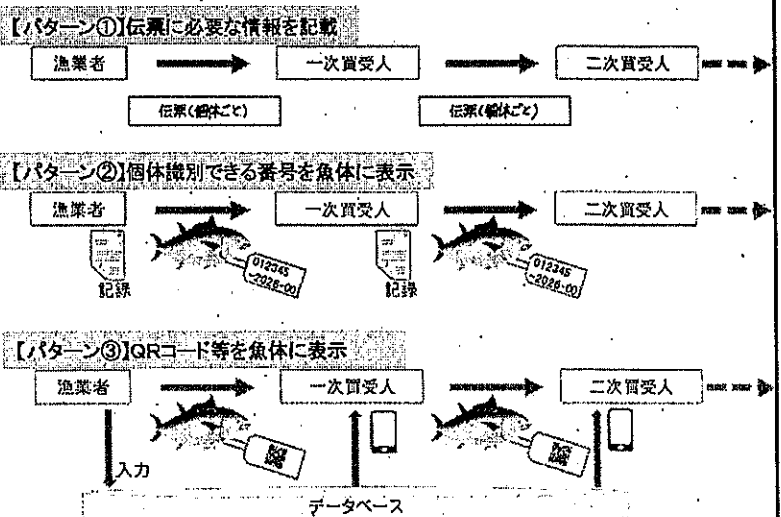 【パターン①】伝票に必要な情報を記載
漁業者
一次買受人
二次買受人
伝票(個体ごと)
伝票(個体ごと)
【パターン②】個体識別できる番号を魚体に表示
漁業者
一次買受人
二次買受人
記録
012345
-2026-00
記録
012345
-2026-00
【パターン③】QRコード等を魚体に表示
漁業者
一次買受人
二次買受人
入力
データベース